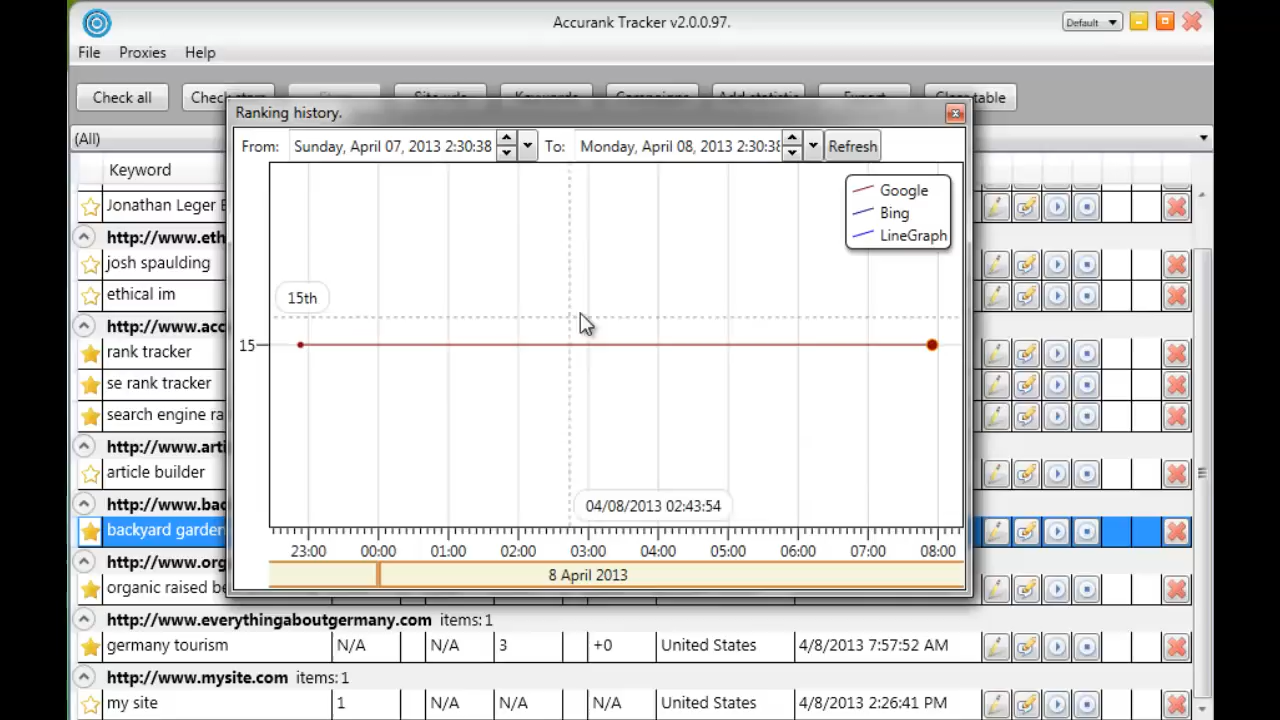 Accurank Tracker v2.0.0.97.
Default
File Proxies Help
Check all
Ranking history.
(All)
From: Sunday, April 07, 2013 2:30:38 To: Monday, April 08, 2013 2:30:38 Refresh
Keyword
Google
Bing
LineGraph
Jonathan Leger
http://www.eth
josh spaulding
ethical im
15th
http://www.acc
15
rank tracker
se rank tracker
search engine ra
http://www.arti
article builder
http://www.bac
04/08/2013 02:43:54
backyard garden
23:00 00:00 01:00 02:00 03:00 04:00 05:00 06:00 07:00 08:00
http://www.org
8 April 2013
organic raised be
http://www.everythingaboutgermany.com items:1
germany tourism N/A N/A 3 +0 United States 4/8/2013 7:57:52 AM
http://www.mysite.com items:1
my site 1 N/A N/A N/A United States 4/8/2013 2:26:41 PM